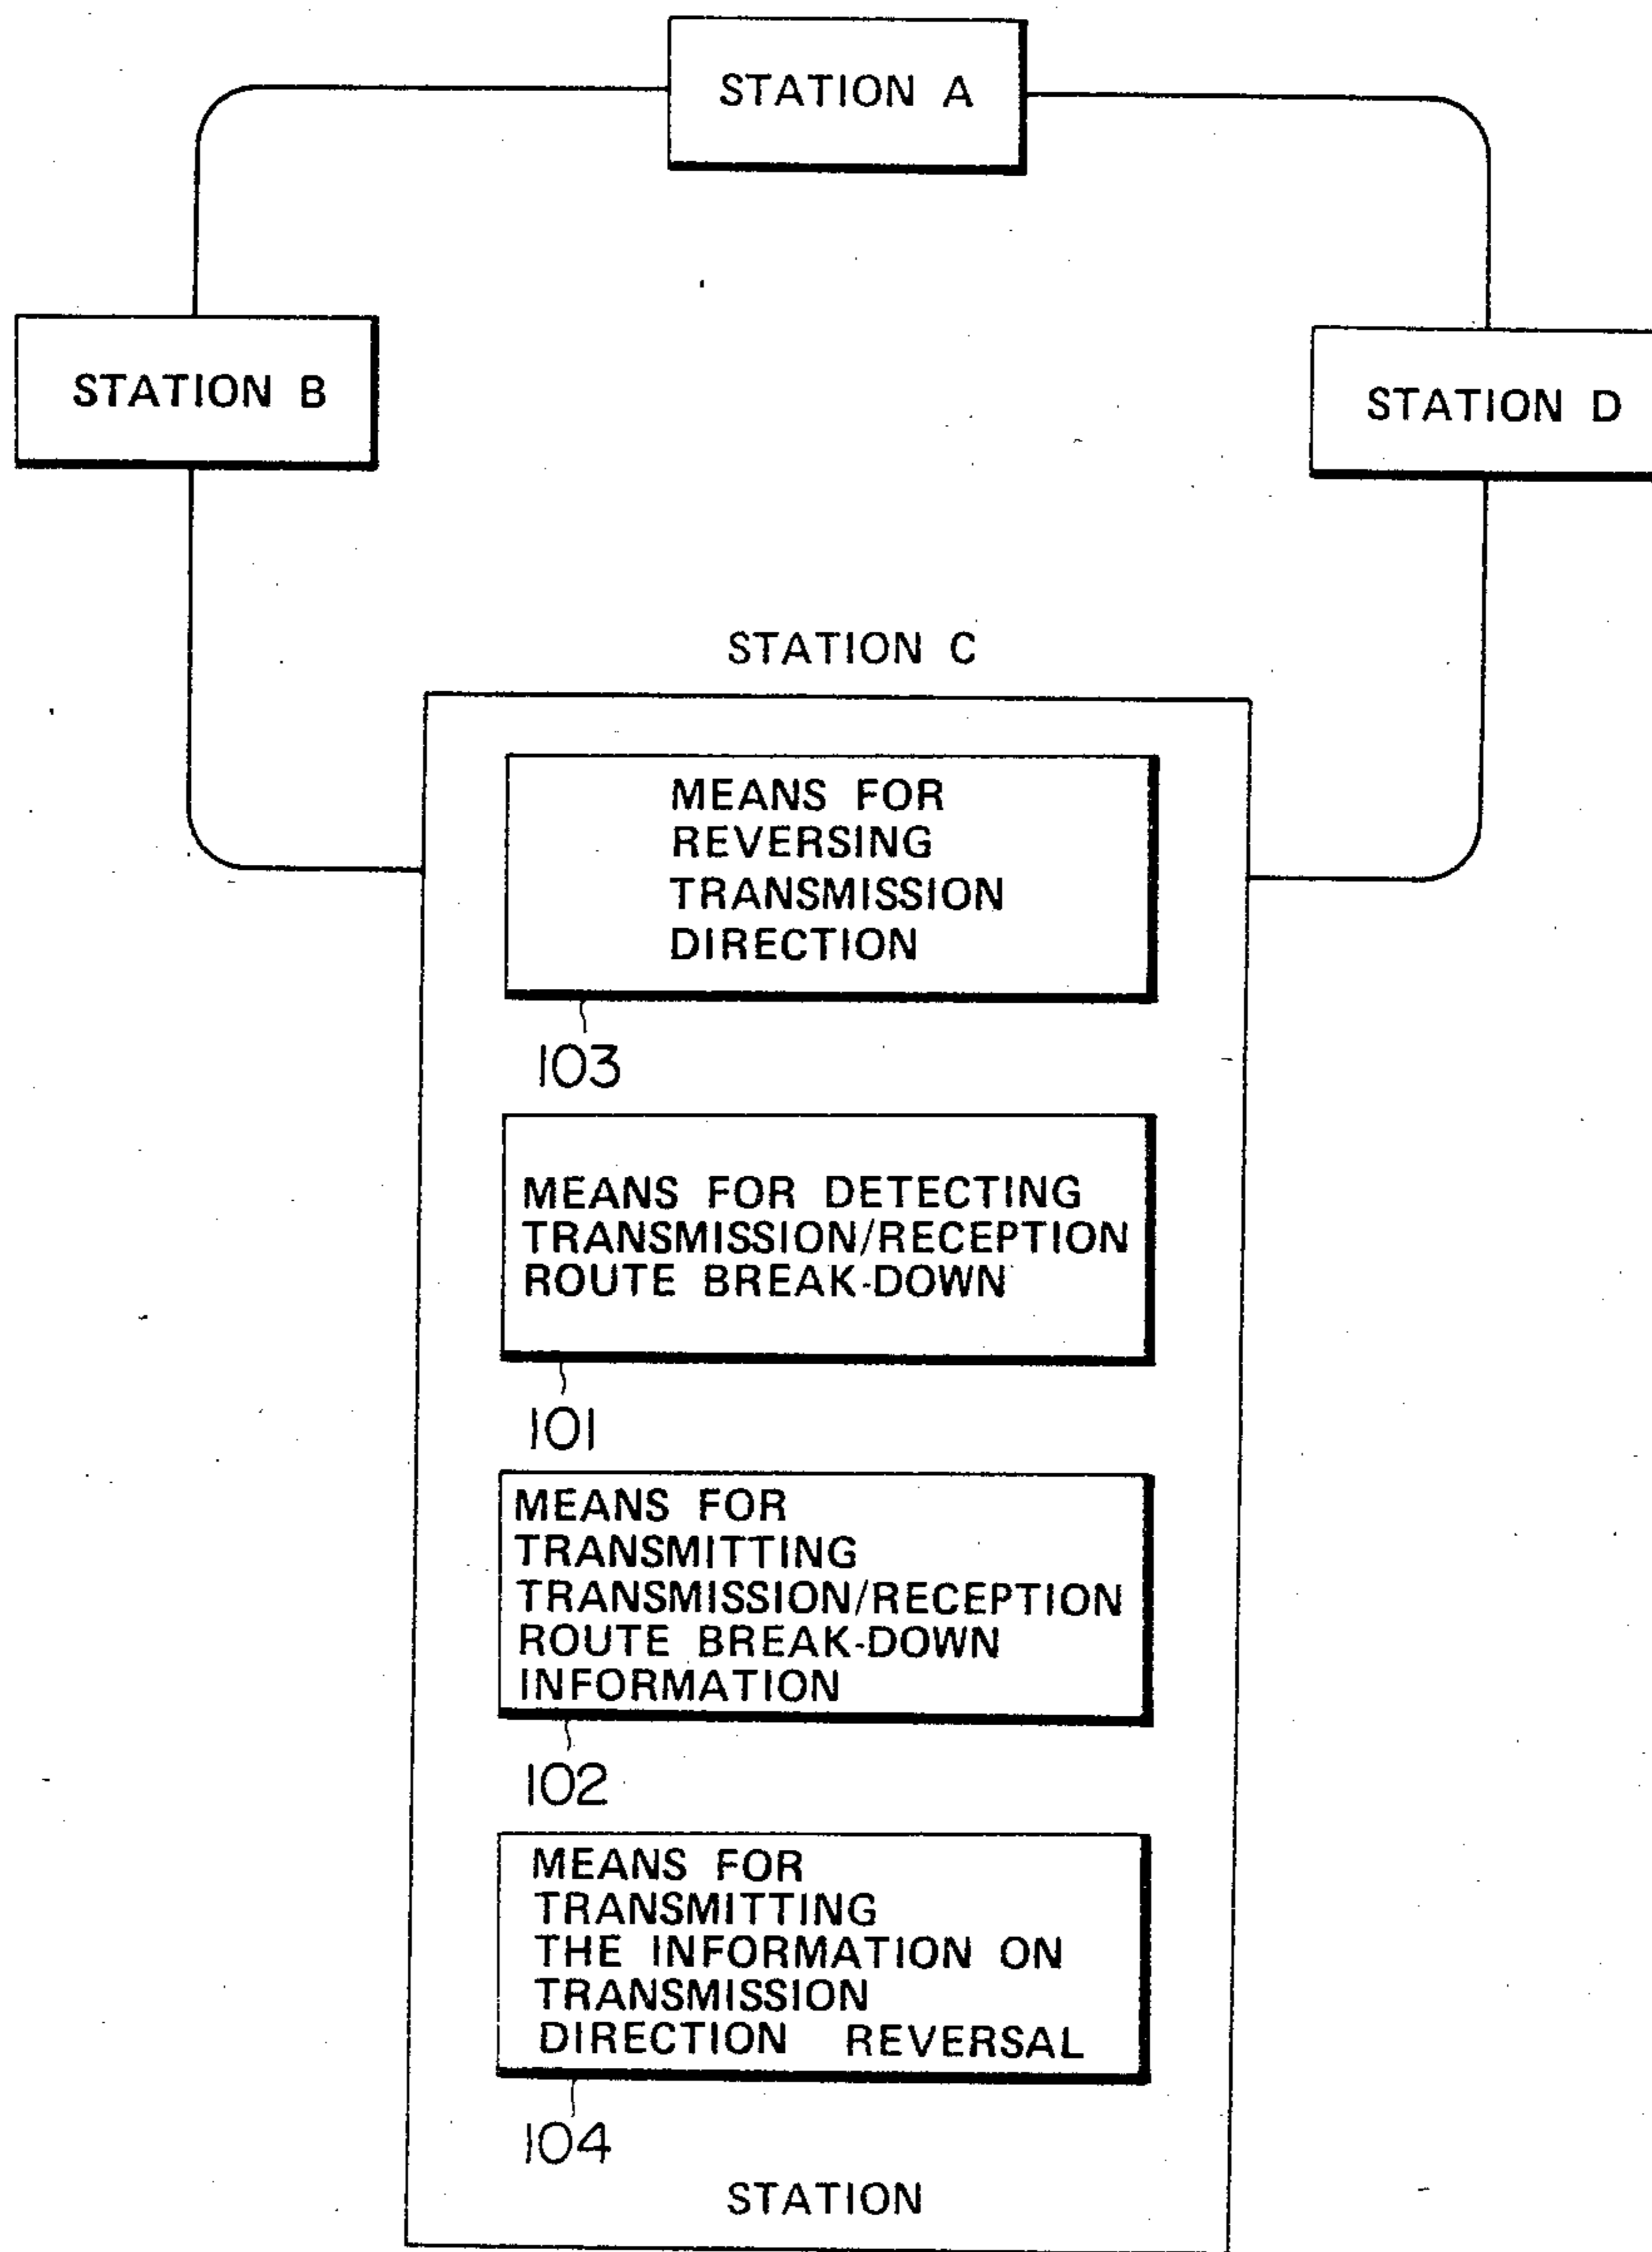 STATION A
STATION B
STATION D
STATION C
MEANS FOR
REVERSING
TRANSMISSION
DIRECTION
103
MEANS FOR DETECTING
TRANSMISSION/RECEPTION
ROUTE BREAK-DOWN
101
MEANS FOR
TRANSMITTING
TRANSMISSION/RECEPTION
ROUTE BREAK-DOWN
INFORMATION
102
MEANS FOR
TRANSMITTING
THE INFORMATION ON
TRANSMISSION
DIRECTION REVERSAL
104
STATION